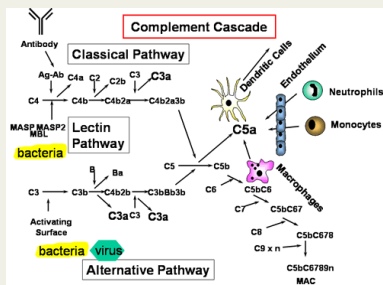 Complement Cascade
Antibody
Classical Pathway
Ag-Ab
C4a
C2
C2b
C3
C3a
C4
C4b
C4b2a
C4b2a3b
MASP MASP2
MBL
Lectin
Pathway
bacteria
Dendritic Cells
Endothelium
Neutrophils
Monocytes
C5a
Macrophages
C5
C5b
C6
C5bC6
C7
C5bC67
C8
C5bC678
C9 x n
C5bC6789n
MAC
B
Ba
C3
C3b
C4b2b
C3bBb3b
C3a
C3
C3a
Activating
Surface
bacteria
virus
Alternative Pathway